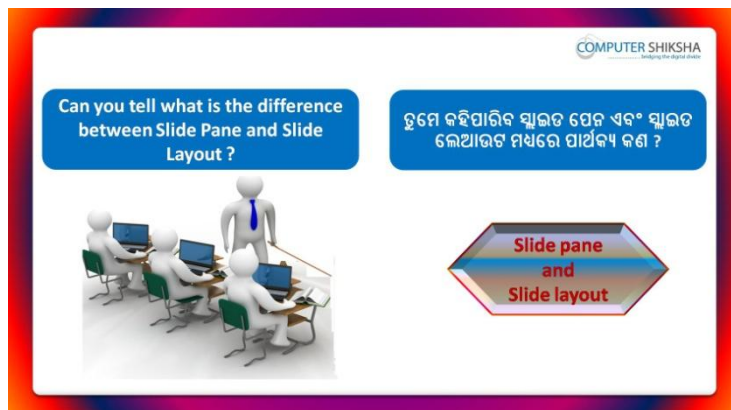 COMPUTER SHIKSHA
bridging the digital divide
Can you tell what is the difference
between Slide Pane and Slide
Layout ?
ତୁମେ କହିପାରିବ ସ୍ଲାଇଡ ପେନ ଏବଂ ସ୍ଲାଇଡ
ଲେଆଉଟ ମଧ୍ୟରେ ପାର୍ଥକ୍ୟ କଣ ?
Slide pane
and
Slide layout